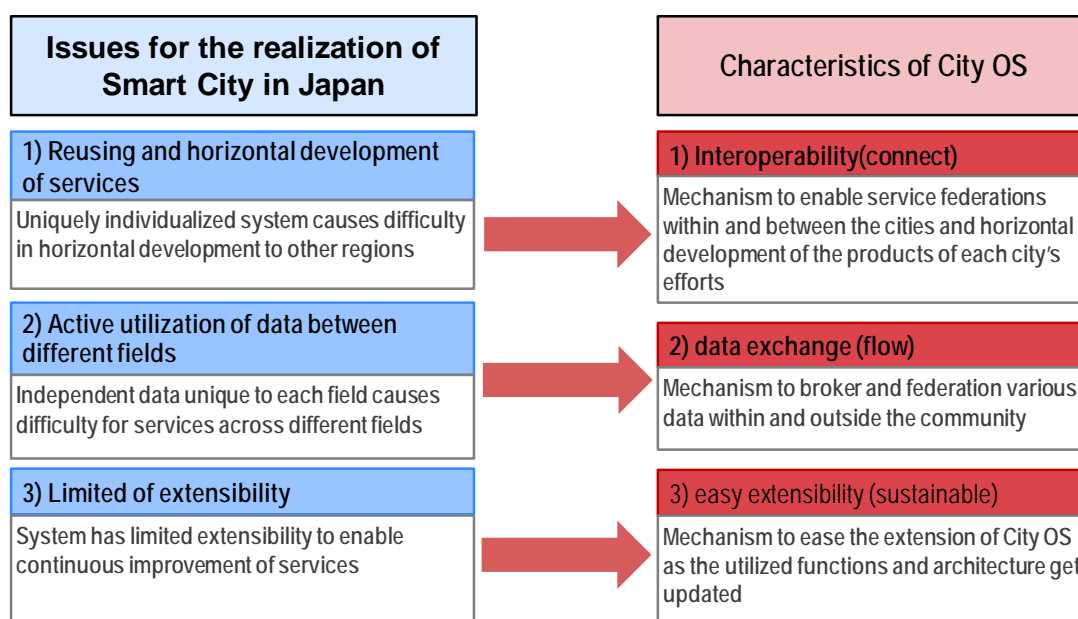 Issues for the realization of
Smart City in Japan
1) Reusing and horizontal development
of services
Uniquely individualized system causes difficulty
in horizontal development to other regions
2) Active utilization of data between
different fields
Independent data unique to each field causes
difficulty for services across different fields
3) Limited of extensibility
System has limited extensibility to enable
continuous improvement of services
Characteristics of City OS
1) Interoperability(connect)
Mechanism to enable service federations
within and between the cities and horizontal
development of the products of each city's
efforts
2) data exchange (flow)
Mechanism to broker and federation various
data within and outside the community
3) easy extensibility (sustainable)
Mechanism to ease the extension of City OS
as the utilized functions and architecture get
updated